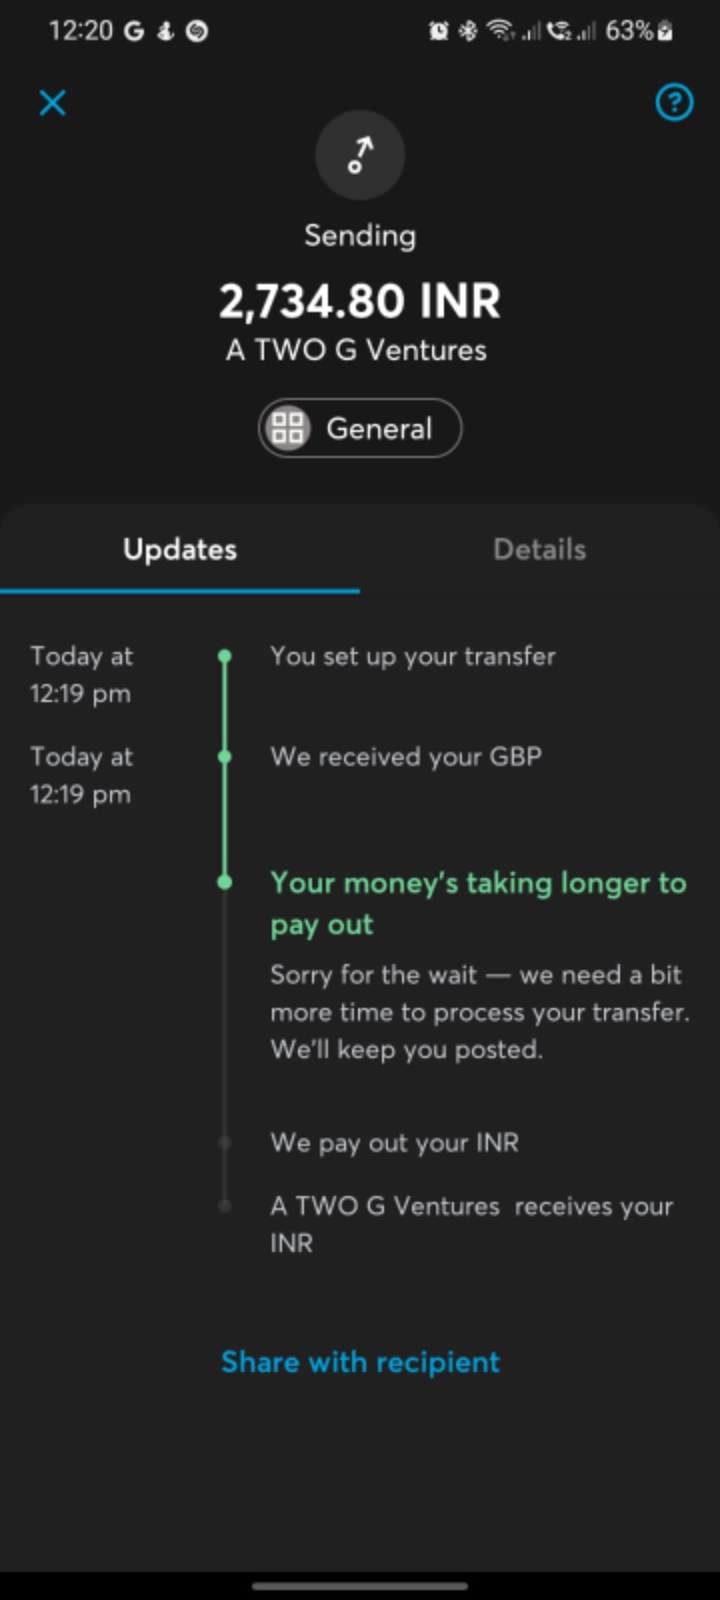 12:20 G 63%
Sending
2,734.80 INR
A TWO G Ventures
General
Updates Details
Today at
12:19 pm
You set up your transfer
Today at
12:19 pm
We received your GBP
Your money's taking longer to
pay out
Sorry for the wait — we need a bit
more time to process your transfer.
We'll keep you posted.
We pay out your INR
A TWO G Ventures  receives your
INR
Share with recipient